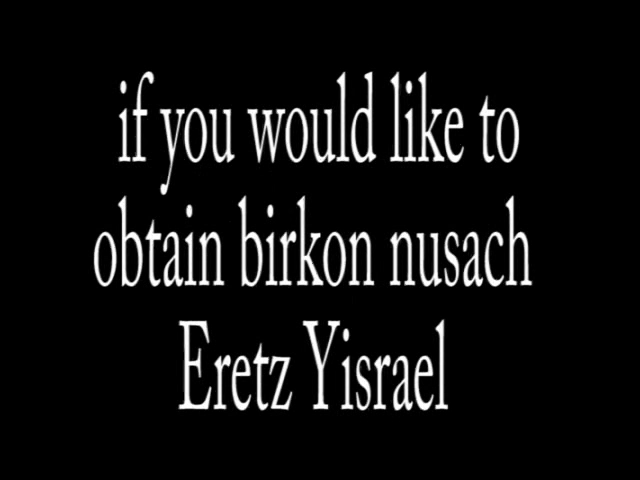 if you would like to
obtain birkon nusach
Eretz Yisrael